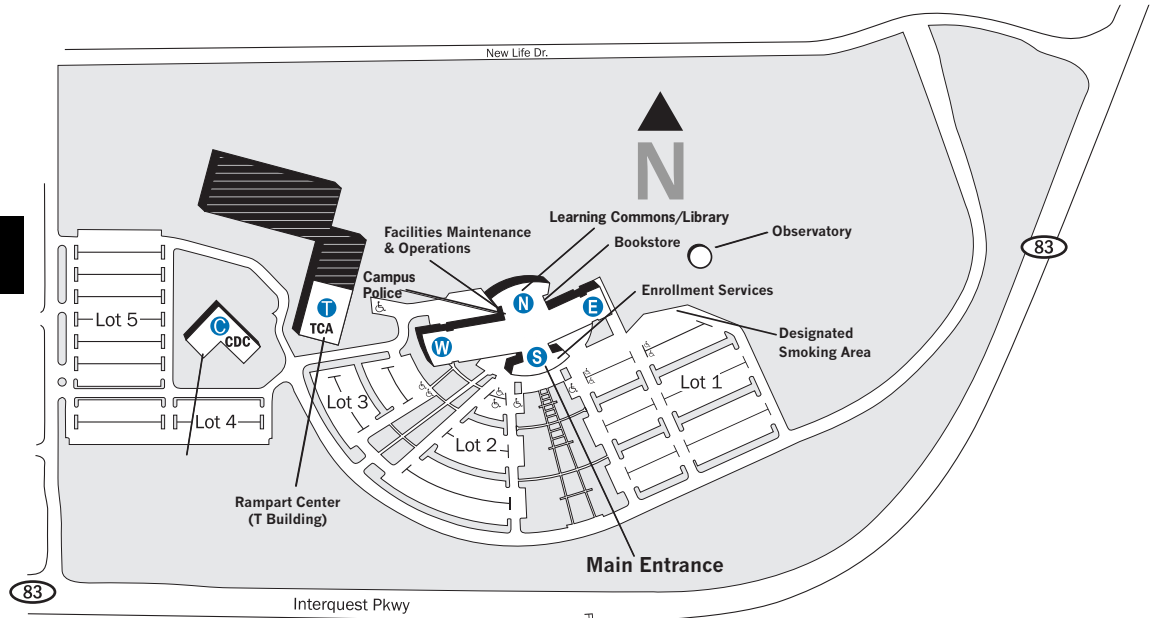 New Life Dr.
N
Learning Commons/Library
Facilities Maintenance
& Operations
Bookstore
Observatory
83
Campus
Police
Enrollment Services
N
E
T
TCA
C
CDC
W
S
Lot 5
Designated
Smoking Area
Lot 1
Lot 3
Lot 4
Lot 2
Rampart Center
(T Building)
Main Entrance
83
Interquest Pkwy